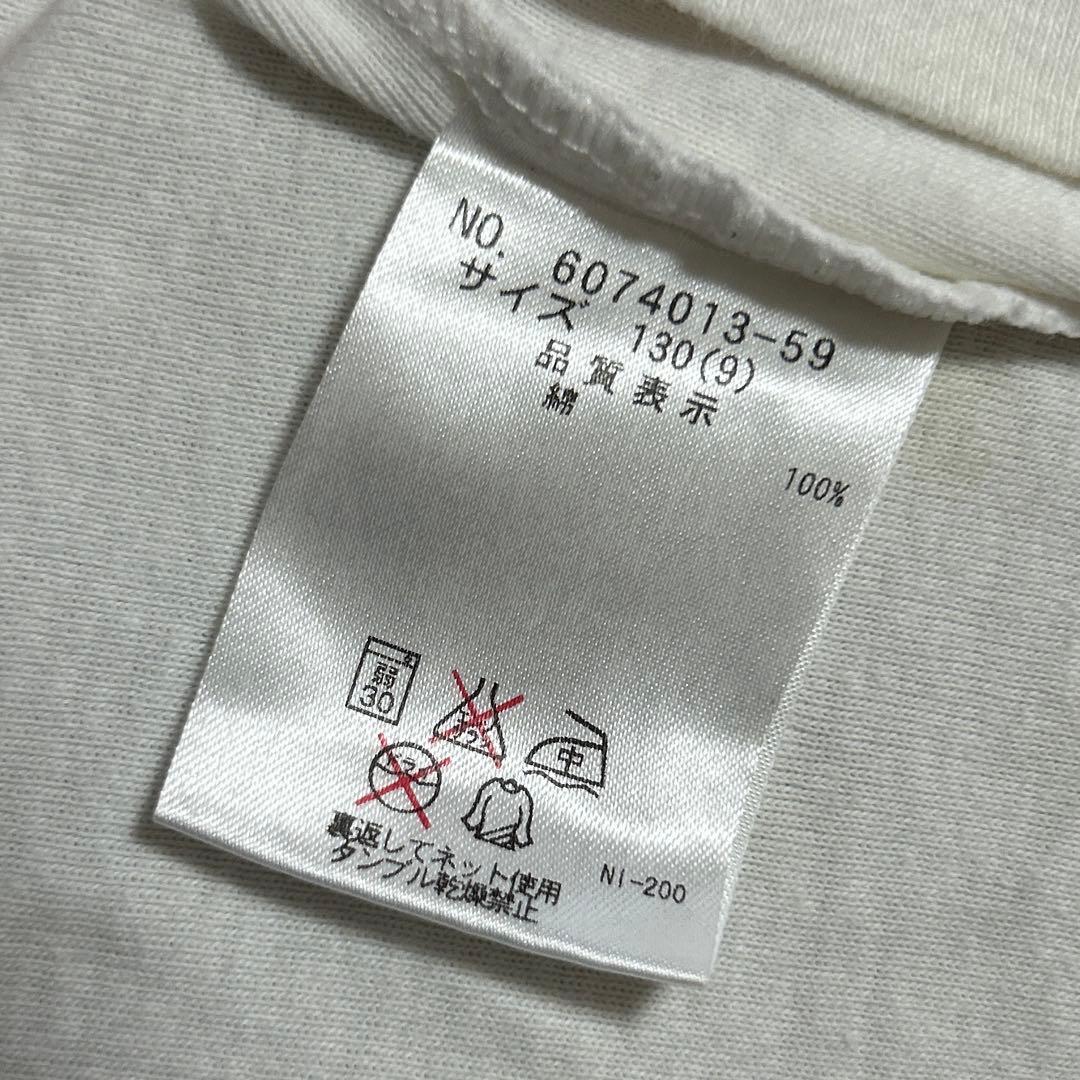 NO. 6074013-59
サイズ 130(9)
品質表示
綿 100%
弱
30
中
裏返してネット使用
タンブル乾燥禁止
NI-200